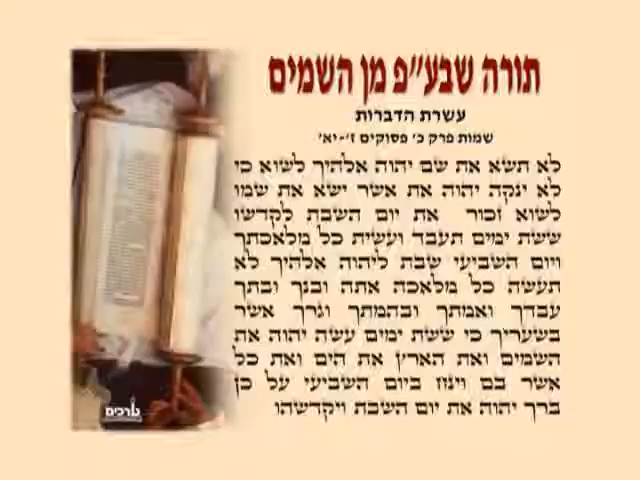 תורה שבע"פ מן השמים
עשרת הדברות
שמות פרק כ' פסוקים ז'-יא'
לא תשא את שם יהוה אלהיך לשוא כי
לא ינקה יהוה את אשר ישא את שמו
לשוא זכור את יום השבת לקדשו
ששת ימים תעבד ועשית כל מלאכתך
ויום השביעי שבת ליהוה אלהיך לא
תעשה כל מלאכה אתה ובנך ובתך
עבדך ואמתך ובהמתך וגרך אשר
בשעריך כי ששת ימים עשה יהוה את
השמים ואת הארץ את הים ואת כל
אשר בם וינח ביום השביעי על כן
ברך יהוה את יום השבת ויקדשהו
ערכים